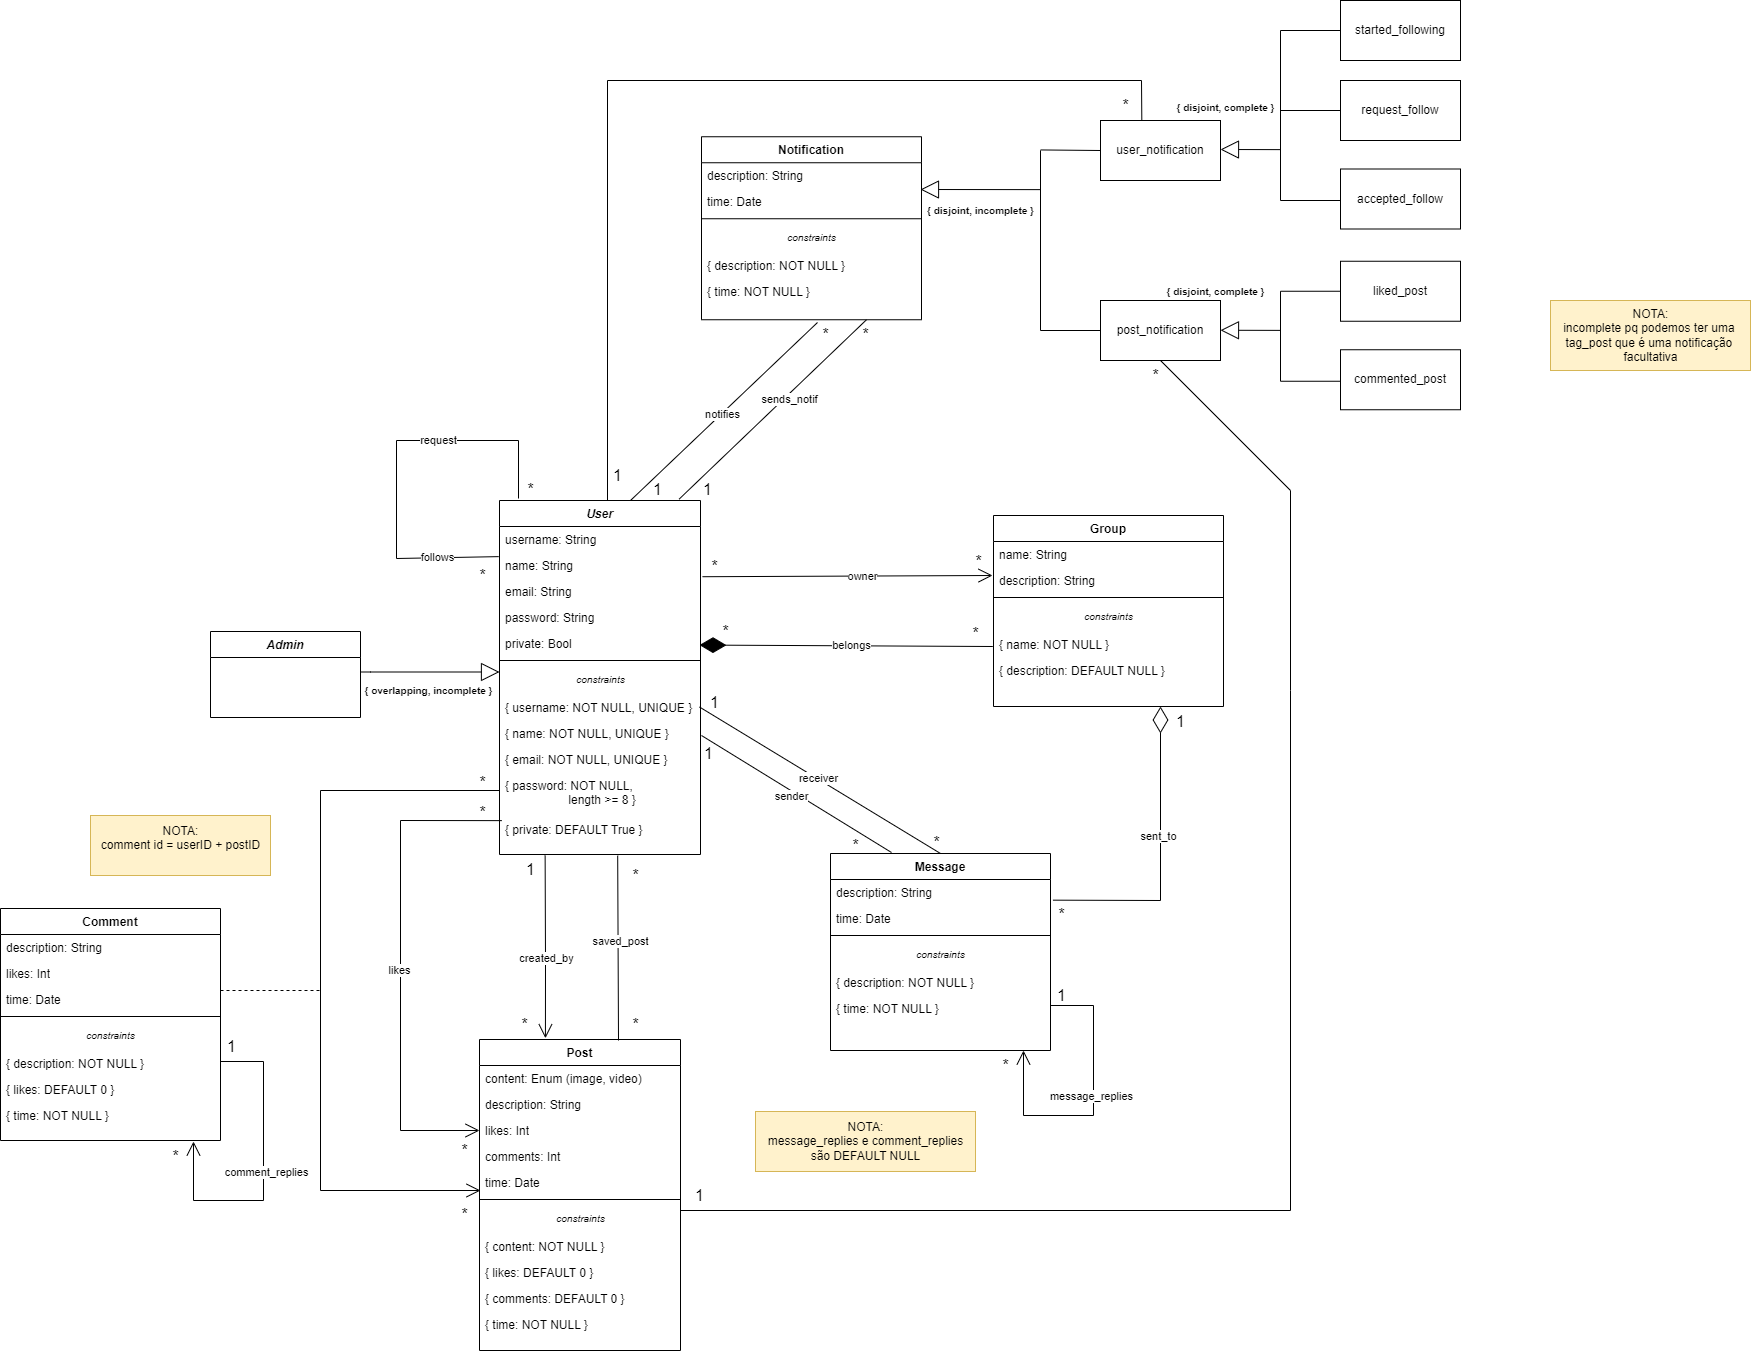 started_following
request_follow
accepted_follow
{ disjoint, complete }
*
user_notification
Notification
description: String
time: Date
constraints
{ description: NOT NULL }
{ time: NOT NULL }
{ disjoint, incomplete }
{ disjoint, complete }
liked_post
commented_post
post_notification
*
NOTA:
incomplete pq podemos ter uma
tag_post que é uma notificação
facultativa
*
*
notifies
sends_notif
1
1
1
request
*
follows
*
User
username: String
name: String
email: String
password: String
private: Bool
constraints
{ username: NOT NULL, UNIQUE }
{ name: NOT NULL, UNIQUE }
{ email: NOT NULL, UNIQUE }
{ password: NOT NULL,
length >= 8 }
{ private: DEFAULT True }
Admin
{ overlapping, incomplete }
*
owner
*
*
belongs
*
Group
name: String
description: String
constraints
{ name: NOT NULL }
{ description: DEFAULT NULL }
1
sent_to
*
1
receiver
*
1
sender
*
Message
description: String
time: Date
constraints
{ description: NOT NULL }
{ time: NOT NULL }
1
*
message_replies
NOTA:
message_replies e comment_replies
são DEFAULT NULL
NOTA:
comment id = userID + postID
*
*
Comment
description: String
likes: Int
time: Date
constraints
{ description: NOT NULL }
{ likes: DEFAULT 0 }
{ time: NOT NULL }
1
*
comment_replies
likes
*
*
1
created_by
*
*
saved_post
*
Post
content: Enum (image, video)
description: String
likes: Int
comments: Int
time: Date
constraints
{ content: NOT NULL }
{ likes: DEFAULT 0 }
{ comments: DEFAULT 0 }
{ time: NOT NULL }
1